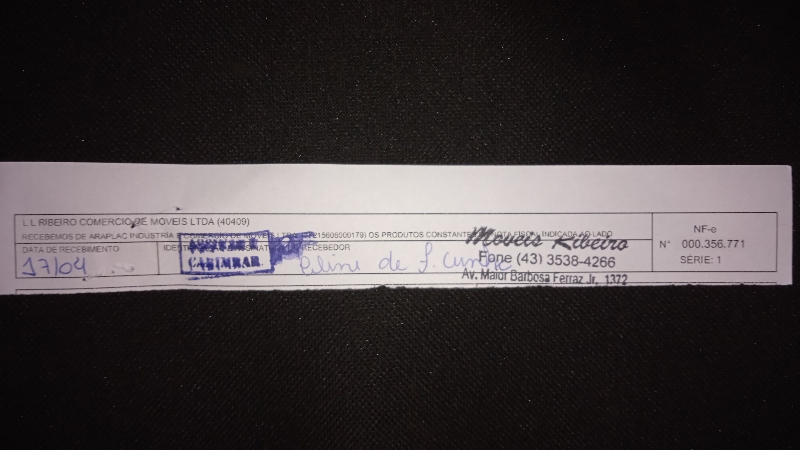 L L RIBEIRO COMERCIO DE MOVEIS LTDA (40409)
RECEBEMOS DE ARAPLAC INDUSTRIA E COMERCIO DE MOVEIS LTDA OS PRODUTOS CONSTANTES NOTA FISCAL INDICADA AO LADO
DATA DE RECEBIMENTO
RECEBEDOR
17/04
CARIMBAR
de
Moveis Ribeiro
Fone (43) 3538-4266
Av. Maior Barbosa Ferraz Jr, 1372
NF-e
N° 000.356.771
SÉRIE: 1